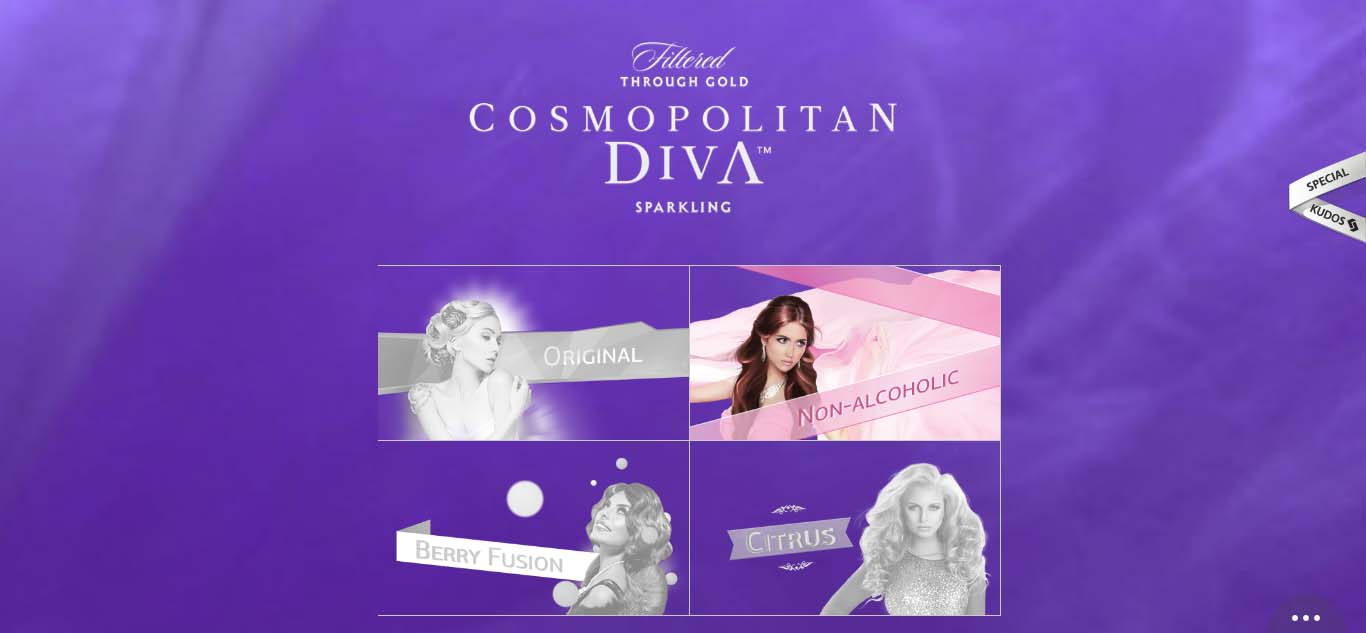 Filtered
THROUGH GOLD
COSMOPOLITAN
DIVA™
SPARKLING
SPECIAL
KUDOS
ORIGINAL
NON-ALCOHOLIC
BERRY FUSION
CITRUS